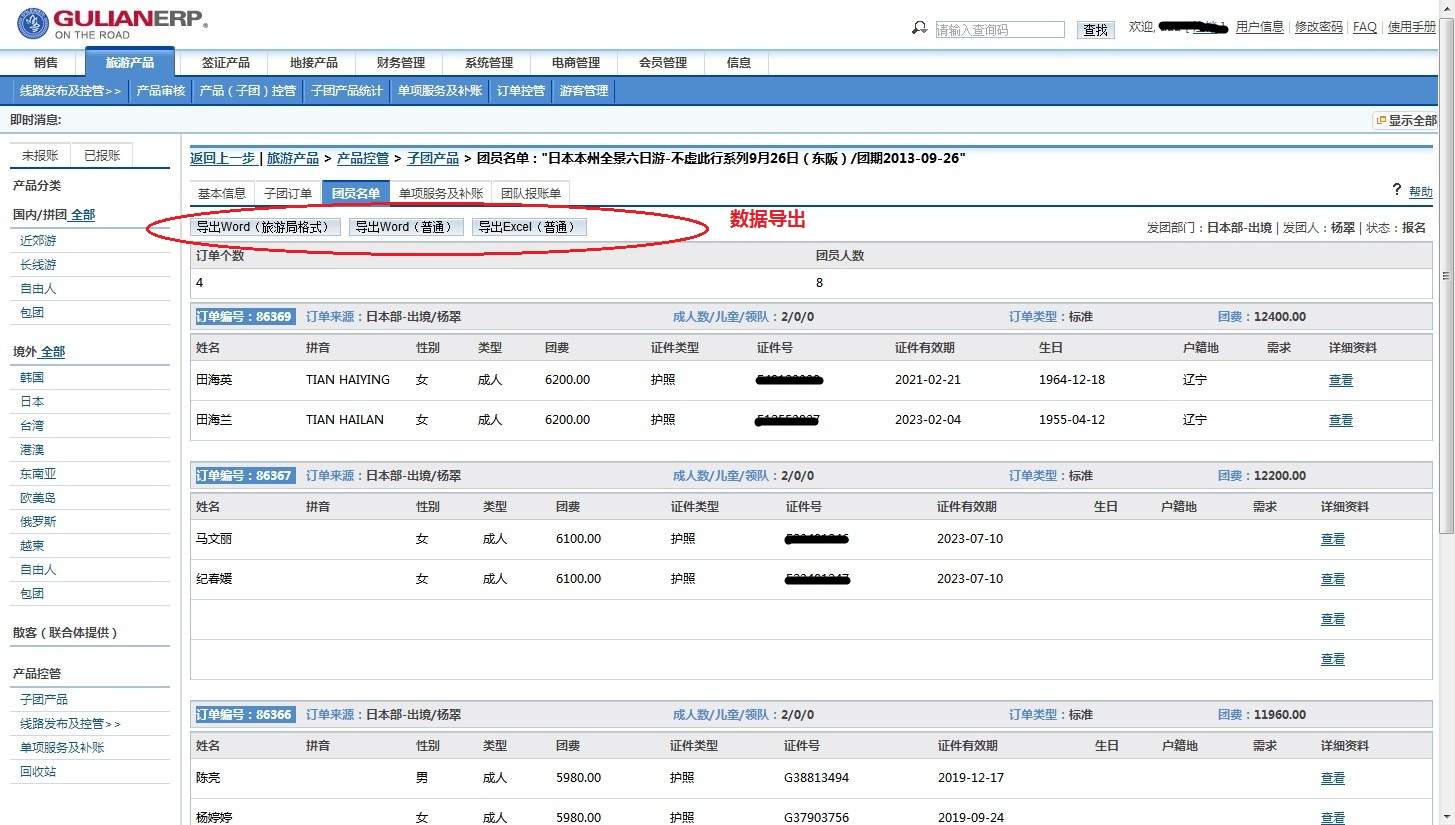 GULIANERP
ON THE ROAD
请输入查询码 查找 欢迎, 用户信息 | 修改密码 | FAQ | 使用手册
销售 旅游产品 签证产品 地接产品 财务管理 系统管理 电商管理 会员管理 信息
线路发布及控管>> 产品审核 产品（子团）控管 子团产品统计 单项服务及补账 订单控管 游客管理
即时消息: 显示全部
未报账 已报账
产品分类
国内/拼团 全部
近郊游
长线游
自由人
包团
境外 全部
韩国
日本
台湾
港澳
东南亚
欧美岛
俄罗斯
越柬
自由人
包团
散客（联合体提供）
产品控管
子团产品
线路发布及控管>>
单项服务及补账
回收站
返回上一步 | 旅游产品 > 产品控管 > 子团产品 > 团员名单："日本本州全景六日游-不虚此行系列9月26日（东阪）/团期2013-09-26"
基本信息 子团订单 团员名单 单项服务及补账 团队报账单 ? 帮助
导出Word（旅游局格式） 导出Word（普通） 导出Excel（普通） 数据导出 发团部门：日本部-出境 | 发团人：杨翠 | 状态：报名
订单个数 团员人数
4 8
订单编号：86369 订单来源：日本部-出境/杨翠 成人数/儿童/领队：2/0/0 订单类型：标准 团费：12400.00
姓名 拼音 性别 类型 团费 证件类型 证件号 证件有效期 生日 户籍地 需求 详细资料
田海英 TIAN HAIYING 女 成人 6200.00 护照 2021-02-21 1964-12-18 辽宁 查看
田海兰 TIAN HAILAN 女 成人 6200.00 护照 2023-02-04 1955-04-12 辽宁 查看
订单编号：86367 订单来源：日本部-出境/杨翠 成人数/儿童/领队：2/0/0 订单类型：标准 团费：12200.00
姓名 拼音 性别 类型 团费 证件类型 证件号 证件有效期 生日 户籍地 需求 详细资料
马文丽 女 成人 6100.00 护照 2023-07-10 查看
纪春媛 女 成人 6100.00 护照 2023-07-10 查看
查看
查看
订单编号：86366 订单来源：日本部-出境/杨翠 成人数/儿童/领队：2/0/0 订单类型：标准 团费：11960.00
姓名 拼音 性别 类型 团费 证件类型 证件号 证件有效期 生日 户籍地 需求 详细资料
陈亮 男 成人 5980.00 护照 G38813494 2019-12-17 查看
杨婷婷 女 成人 5980.00 护照 G37903756 2019-09-24 查看